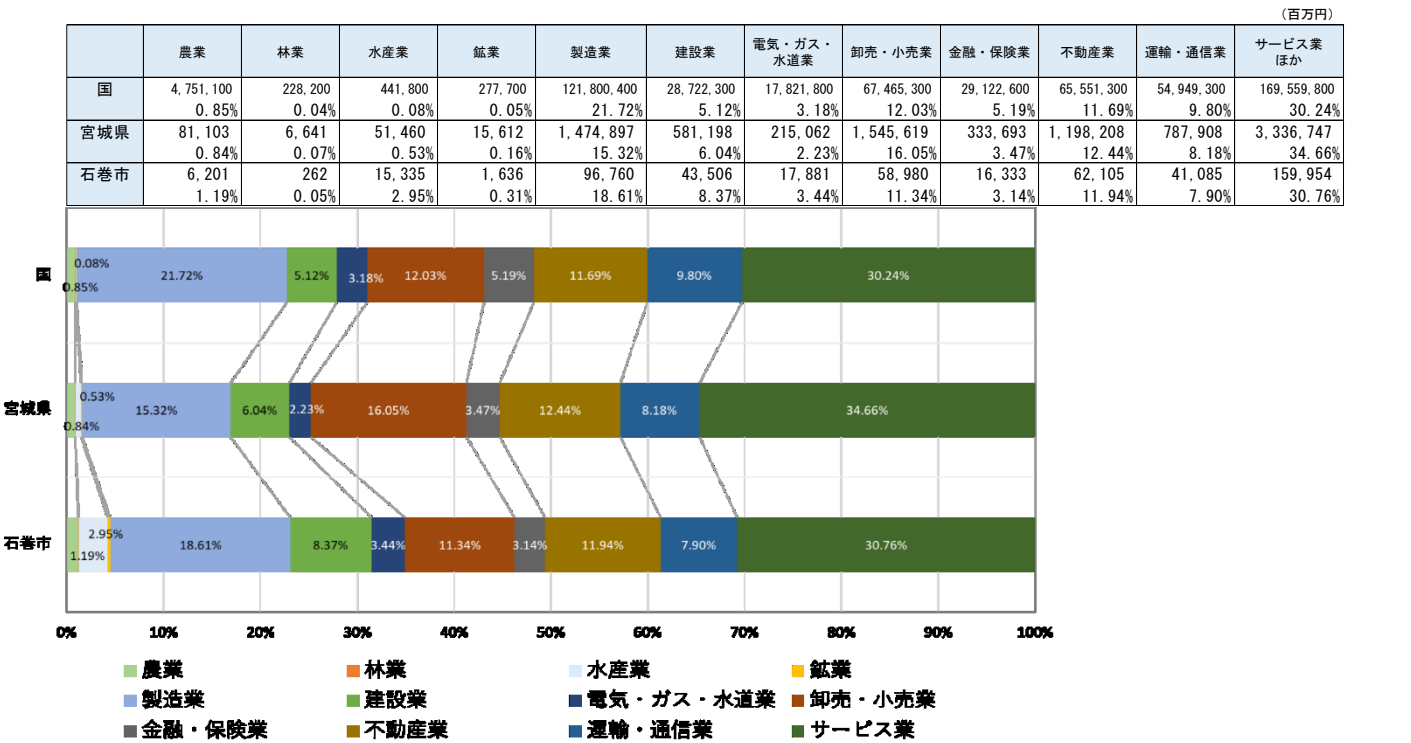 （百万円）
農業 林業 水産業 鉱業 製造業 建設業 電気・ガス・水道業 卸売・小売業 金融・保険業 不動産業 運輸・通信業 サービス業ほか
国 4,751,100 228,200 441,800 277,700 121,800,400 28,722,300 17,821,800 67,465,300 29,122,600 65,551,300 54,949,300 169,559,800
0.85% 0.04% 0.08% 0.05% 21.72% 5.12% 3.18% 12.03% 5.19% 11.69% 9.80% 30.24%
宮城県 81,103 6,641 51,460 15,612 1,474,897 581,198 215,062 1,545,619 333,693 1,198,208 787,908 3,336,747
0.84% 0.07% 0.53% 0.16% 15.32% 6.04% 2.23% 16.05% 3.47% 12.44% 8.18% 34.66%
石巻市 6,201 262 15,335 1,636 96,760 43,506 17,881 58,980 16,333 62,105 41,085 159,954
1.19% 0.05% 2.95% 0.31% 18.61% 8.37% 3.44% 11.34% 3.14% 11.94% 7.90% 30.76%
国 0.85% 0.08% 21.72% 5.12% 3.18% 12.03% 5.19% 11.69% 9.80% 30.24%
宮城県 0.84% 0.53% 15.32% 6.04% 2.23% 16.05% 3.47% 12.44% 8.18% 34.66%
石巻市 1.19% 2.95% 18.61% 8.37% 3.44% 11.34% 3.14% 11.94% 7.90% 30.76%
0% 10% 20% 30% 40% 50% 60% 70% 80% 90% 100%
農業 林業 水産業 鉱業
製造業 建設業 電気・ガス・水道業 卸売・小売業
金融・保険業 不動産業 運輸・通信業 サービス業